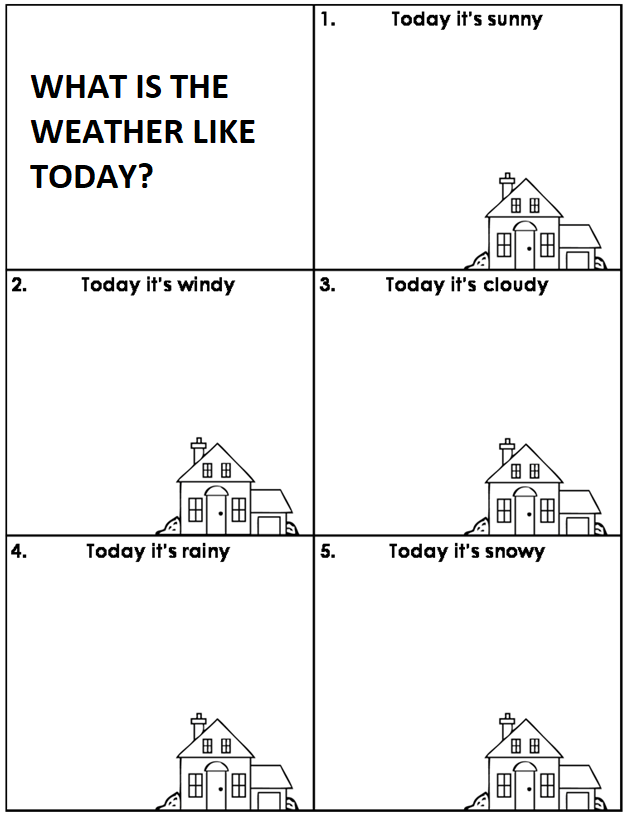 WHAT IS THE
WEATHER LIKE
TODAY?
1. Today it's sunny
2. Today it's windy
3. Today it's cloudy
4. Today it's rainy
5. Today it's snowy